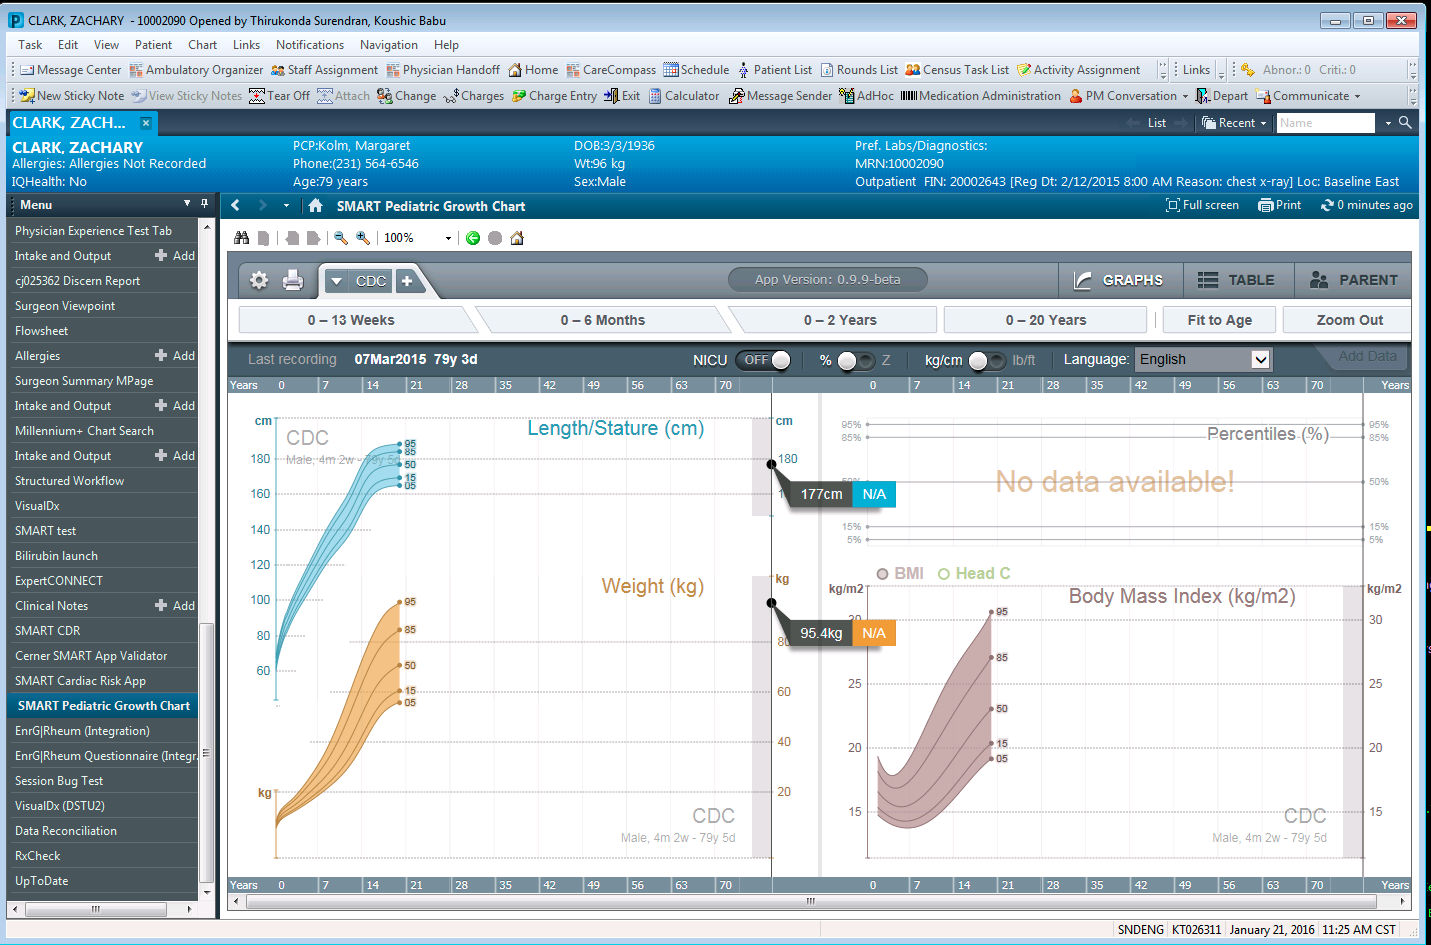 CLARK, ZACHARY - 10002090 Opened by Thirukonda Surendran, Koushic Babu
Task Edit View Patient Chart Links Notifications Navigation Help
Message Center Ambulatory Organizer Staff Assignment Physician Handoff Home CareCompass Schedule Patient List Rounds List Census Task List Activity Assignment Links Abnor.: 0 Criti.: 0
New Sticky Note View Sticky Notes Tear Off Attach Change Charges Charge Entry Exit Calculator Message Sender AdHoc Medication Administration PM Conversation Depart Communicate
CLARK, ZACH... × List Recent Name
CLARK, ZACHARY PCP:Kolm, Margaret DOB:3/3/1936 Pref. Labs/Diagnostics:
Allergies: Allergies Not Recorded Phone:(231) 564-6546 Wt:96 kg MRN:10002090
IQHealth: No Age:79 years Sex:Male Outpatient FIN: 20002643 [Reg Dt: 2/12/2015 8:00 AM Reason: chest x-ray] Loc: Baseline East
Menu
Physician Experience Test Tab
Intake and Output Add
cj025362 Discern Report
Surgeon Viewpoint
Flowsheet
Allergies Add
Surgeon Summary MPage
Intake and Output Add
Millennium+ Chart Search
Intake and Output Add
Structured Workflow
VisualDx
SMART test
Bilirubin launch
ExpertCONNECT
Clinical Notes Add
SMART CDR
Cerner SMART App Validator
SMART Cardiac Risk App
SMART Pediatric Growth Chart
EnrG|Rheum (Integration)
EnrG|Rheum Questionnaire (Integr
Session Bug Test
VisualDx (DSTU2)
Data Reconciliation
RxCheck
UpToDate
SMART Pediatric Growth Chart Full screen Print 0 minutes ago
100%
CDC App Version: 0.9.9-beta GRAPHS TABLE PARENT
0 – 13 Weeks 0 – 6 Months 0 – 2 Years 0 – 20 Years Fit to Age Zoom Out
Last recording 07Mar2015 79y 3d NICU OFF % Z kg/cm lb/ft Language: English Add Data
Years 0 7 14 21 28 35 42 49 56 63 70 0 7 14 21 28 35 42 49 56 63 70 Years
cm Length/Stature (cm) cm
CDC
Male, 4m 2w - 79y 5d
180 160 140 120 100 80 60
95 85 50 15 05
180
177cm N/A
Weight (kg) kg
95 85 50 15 05
95.4kg N/A
80 60 40 20
kg
CDC
Male, 4m 2w - 79y 5d
95% 85% 50% 15% 5%
Percentiles (%)
No data available!
95% 85% 50% 15% 5%
BMI Head C
kg/m2 Body Mass Index (kg/m2) kg/m2
30 25 20 15
95 85 50 15 05
30 25 20 15
CDC
Male, 4m 2w - 79y 5d
Years 0 7 14 21 28 35 42 49 56 63 70 0 7 14 21 28 35 42 49 56 63 70 Years
SNDENG KT026311 January 21, 2016 11:25 AM CST